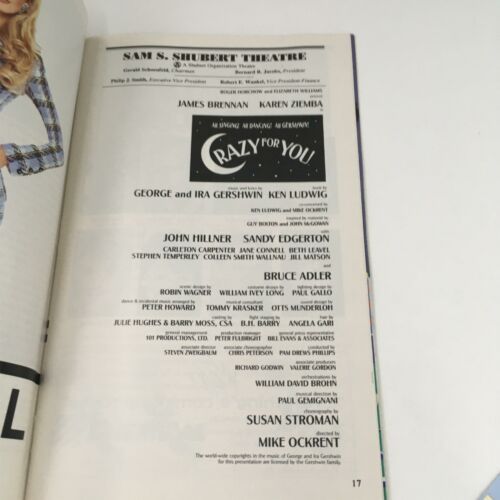 SAM S. SHUBERT THEATRE
A Shubert Organization Theatre
Gerald Schoenfeld, Chairman Bernard B. Jacobs, President
Philip J. Smith, Executive Vice President Robert E. Wankel, Vice President-Finance
ROGER HORCHOW and ELIZABETH WILLIAMS
present
JAMES BRENNAN KAREN ZIEMBA
in
ALL SINGING! ALL DANCING! ALL GERSHWIN!
CRAZY FOR YOU
music and lyrics by book by
GEORGE and IRA GERSHWIN KEN LUDWIG
co-conceived by
KEN LUDWIG and MIKE OCKRENT
inspired by material by
GUY BOLTON and JOHN McGOWAN
with
JOHN HILLNER SANDY EDGERTON
CARLETON CARPENTER JANE CONNELL BETH LEAVEL
STEPHEN TEMPERLEY COLLEEN SMITH WALLNAU JILL MATSON
and
BRUCE ADLER
scenic design by costume design by lighting design by
ROBIN WAGNER WILLIAM IVEY LONG PAUL GALLO
dance & incidental music arranged by musical consultant sound design by
PETER HOWARD TOMMY KRASKER OTTS MUNDERLOH
casting by fight staging by hair by
JULIE HUGHES & BARRY MOSS, CSA B.H. BARRY ANGELA GARI
general management production manager general press representative
101 PRODUCTIONS, LTD. PETER FULBRIGHT BILL EVANS & ASSOCIATES
associate director associate choreographer conducted by
STEVEN ZWEIGBAUM CHRIS PETERSON PAM DREWS PHILLIPS
associate producers
RICHARD GODWIN VALERIE GORDON
orchestrations by
WILLIAM DAVID BROHN
musical direction by
PAUL GEMIGNANI
choreography by
SUSAN STROMAN
directed by
MIKE OCKRENT
The world-wide copyrights in the music of George and Ira Gershwin
for this presentation are licensed by the Gershwin family.
17
L